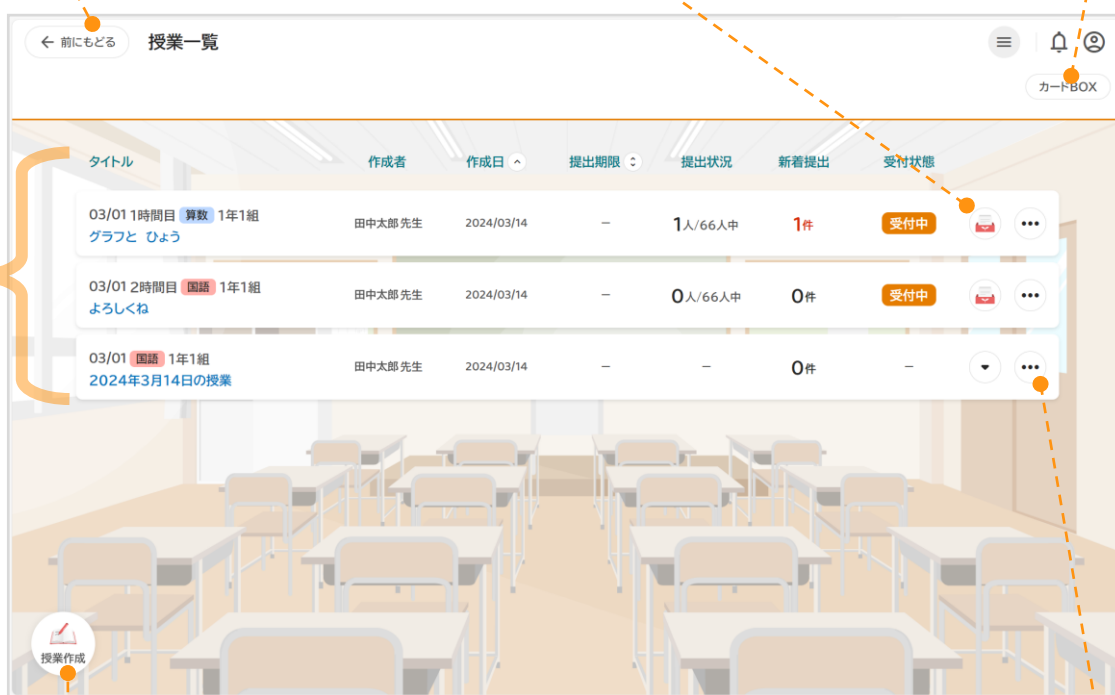 ← 前にもどる 授業一覧
カードBOX
タイトル 作成者 作成日 提出期限 提出状況 新着提出 受付状態
03/01 1時間目 算数 1年1組
グラフと ひょう
田中太郎先生 2024/03/14 － 1人/66人中 1件 受付中
03/01 2時間目 国語 1年1組
よろしくね
田中太郎先生 2024/03/14 － 0人/66人中 0件 受付中
03/01 国語 1年1組
2024年3月14日の授業
田中太郎先生 2024/03/14 － － 0件 －
授業作成